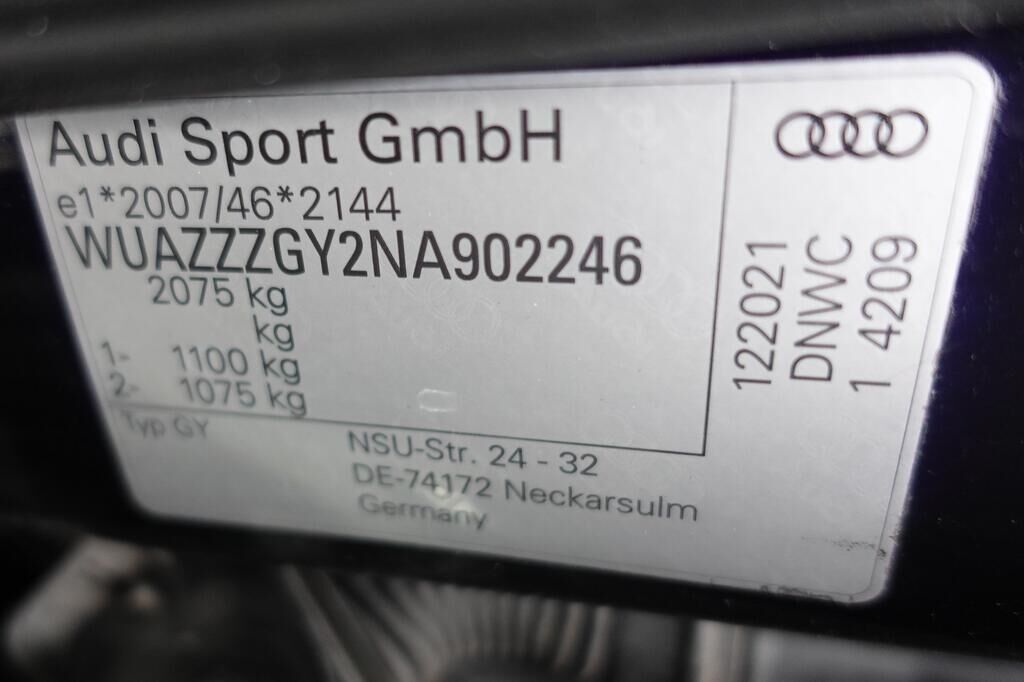 Audi Sport GmbH
e1*2007/46*2144
WUAZZZGY2NA902246
2075 kg
kg
1- 1100 kg
2- 1075 kg
Typ GY
NSU-Str. 24 - 32
DE-74172 Neckarsulm
Germany
122021
DNWC
1 4209